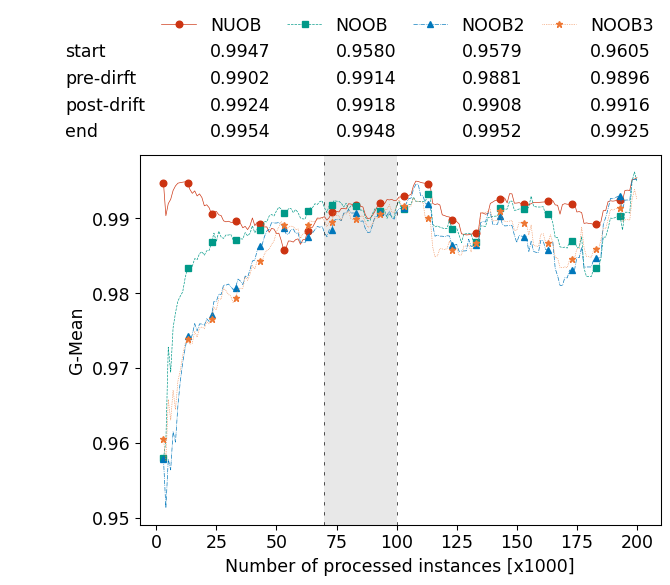 NUOB NOOB NOOB2 NOOB3
start 0.9947 0.9580 0.9579 0.9605
pre-dirft 0.9902 0.9914 0.9881 0.9896
post-drift 0.9924 0.9918 0.9908 0.9916
end 0.9954 0.9948 0.9952 0.9925
G-Mean
0.99
0.98
0.97
0.96
0.95
0 25 50 75 100 125 150 175 200
Number of processed instances [x1000]